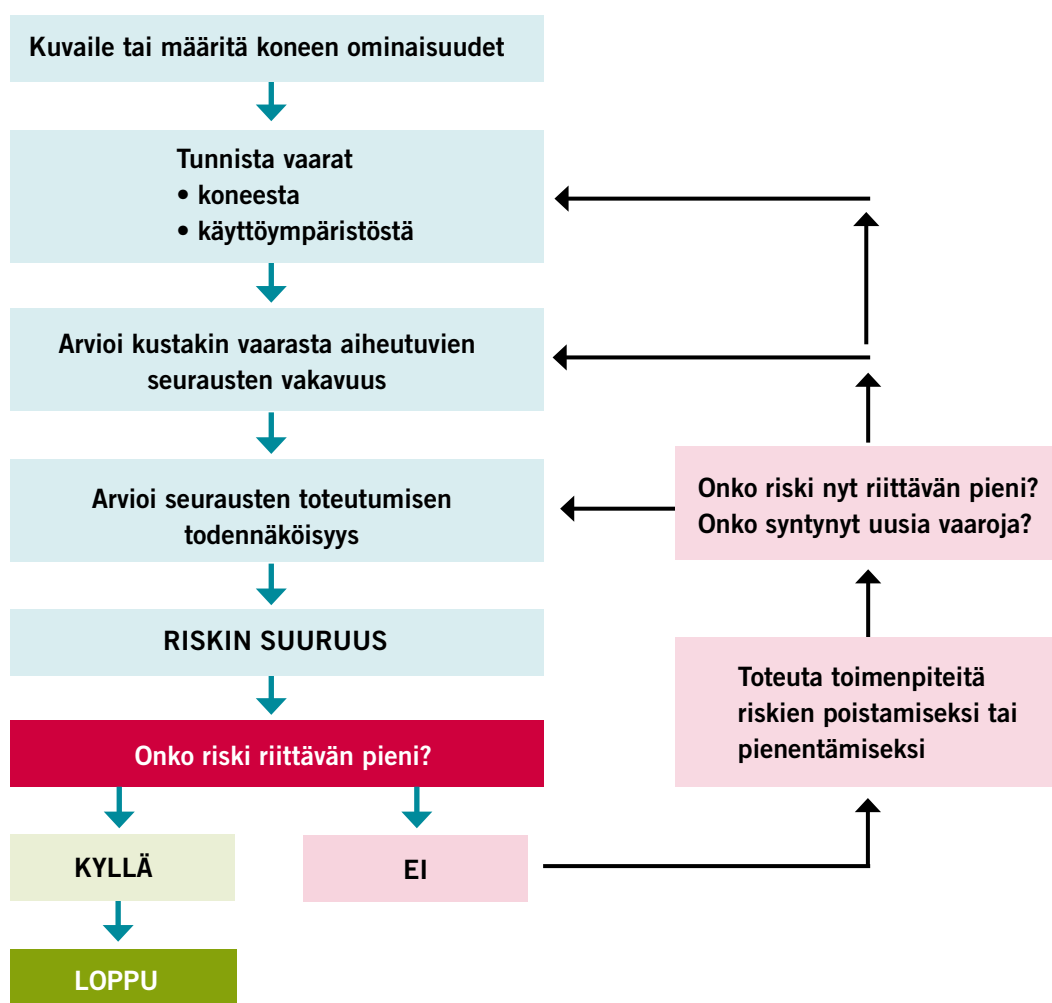 Kuvaile tai määritä koneen ominaisuudet
Tunnista vaarat
• koneesta
• käyttöympäristöstä
Arvioi kustakin vaarasta aiheutuvien
seurausten vakavuus
Arvioi seurausten toteutumisen
todennäköisyys
RISKIN SUURUUS
Onko riski riittävän pieni?
KYLLÄ
EI
LOPPU
Toteuta toimenpiteitä
riskien poistamiseksi tai
pienentämiseksi
Onko riski nyt riittävän pieni?
Onko syntynyt uusia vaaroja?